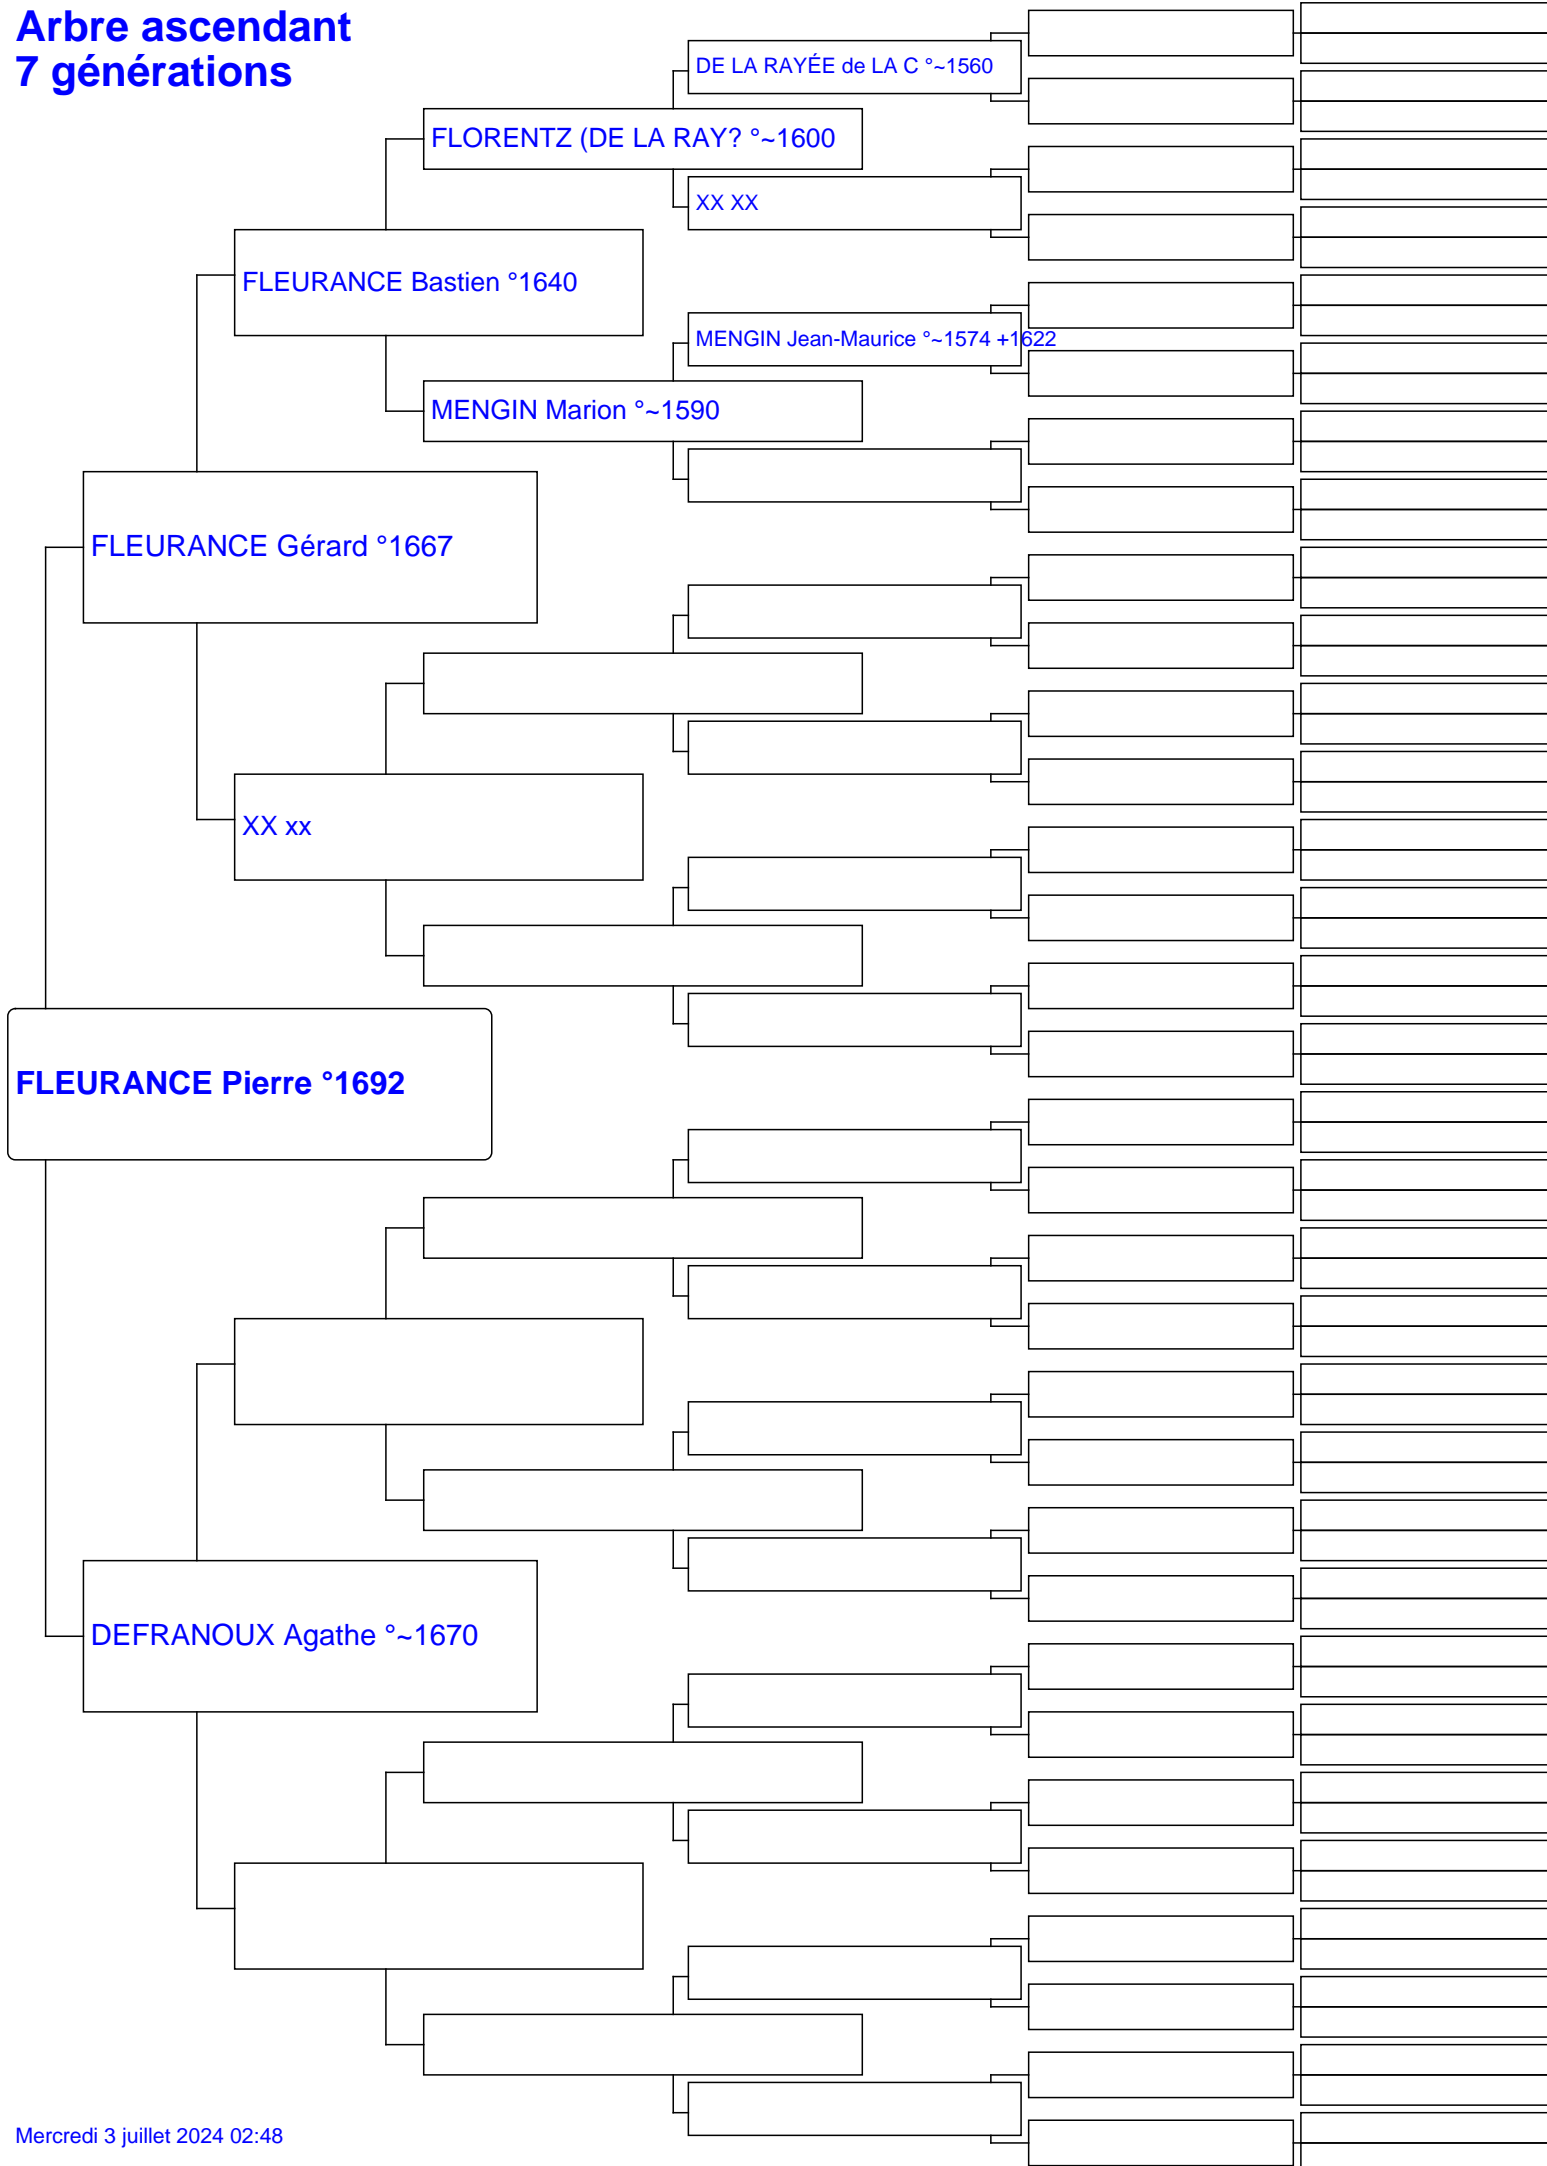 Arbre ascendant
7 générations
DE LA RAYÉE de LA C °~1560
FLORENTZ (DE LA RAY? °~1600
XX XX
FLEURANCE Bastien °1640
MENGIN Jean-Maurice °~1574 +1622
MENGIN Marion °~1590
FLEURANCE Gérard °1667
XX xx
FLEURANCE Pierre °1692
DEFRANOUX Agathe °~1670
Mercredi 3 juillet 2024 02:48